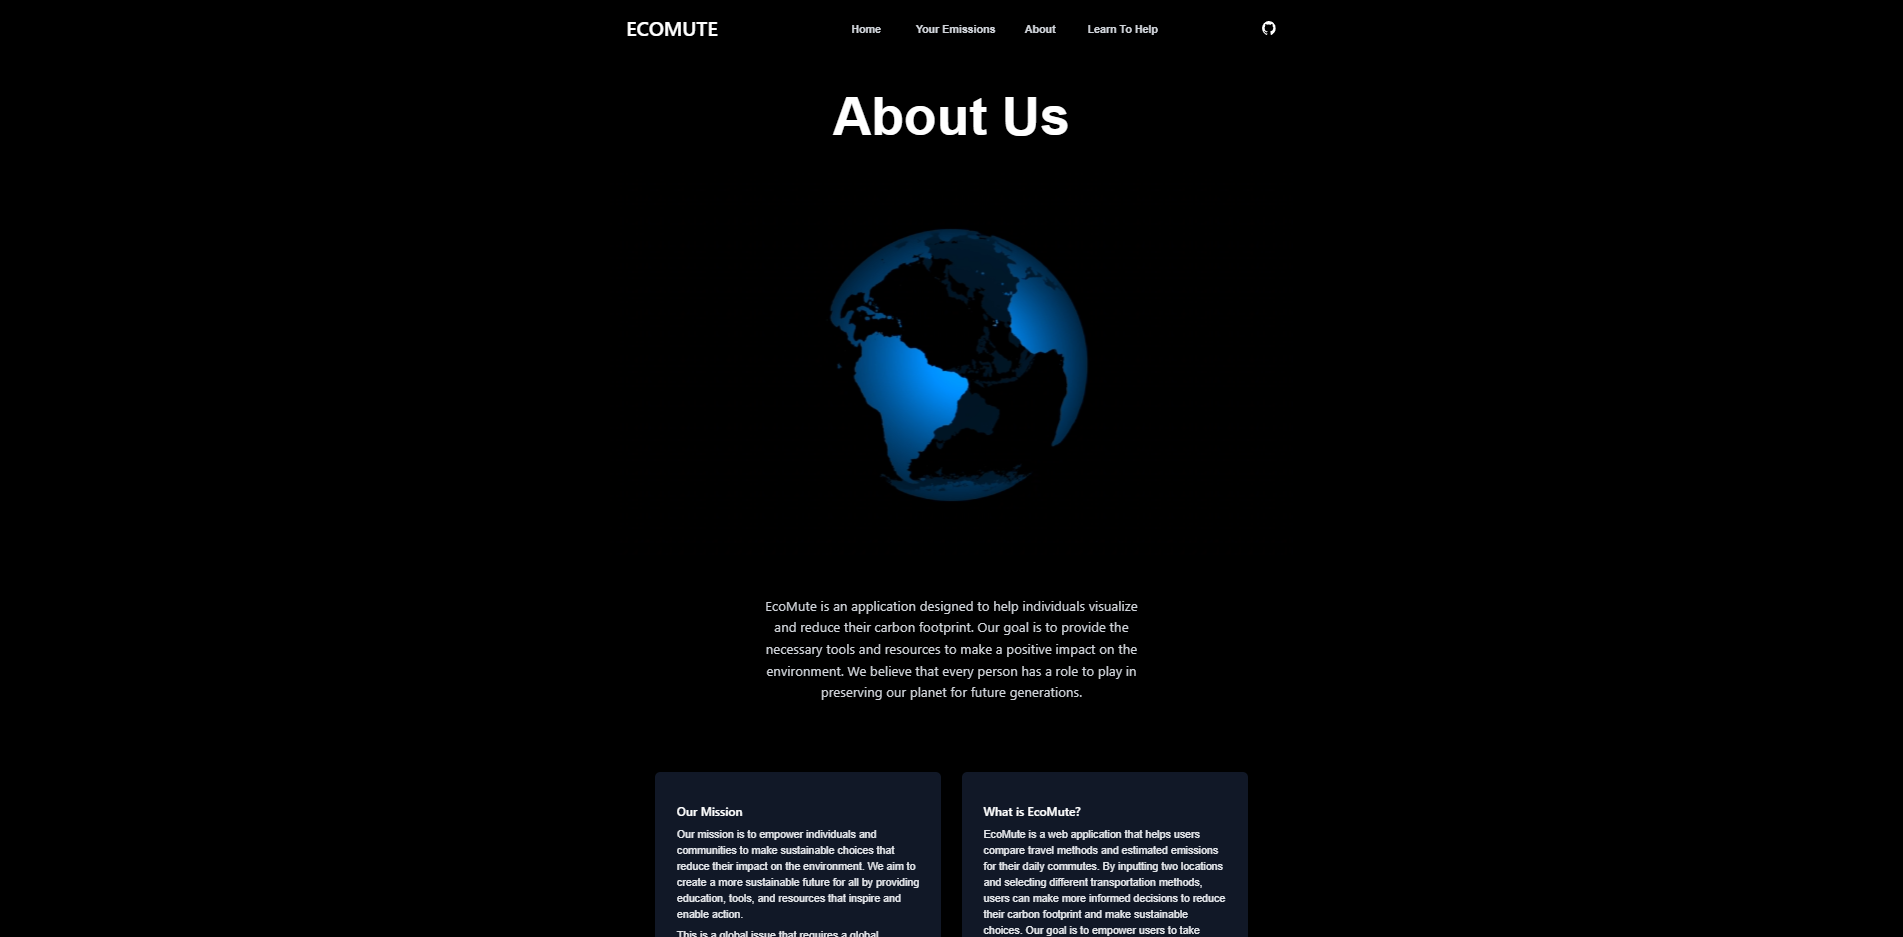 ECOMUTE
Home
Your Emissions
About
Learn To Help
About Us
EcoMute is an application designed to help individuals visualize
and reduce their carbon footprint. Our goal is to provide the
necessary tools and resources to make a positive impact on the
environment. We believe that every person has a role to play in
preserving our planet for future generations.
Our Mission
Our mission is to empower individuals and
communities to make sustainable choices that
reduce their impact on the environment. We aim to
create a more sustainable future for all by providing
education, tools, and resources that inspire and
enable action.
This is a global issue that requires a global
What is EcoMute?
EcoMute is a web application that helps users
compare travel methods and estimated emissions
for their daily commutes. By inputting two locations
and selecting different transportation methods,
users can make more informed decisions to reduce
their carbon footprint and make sustainable
choices. Our goal is to empower users to take